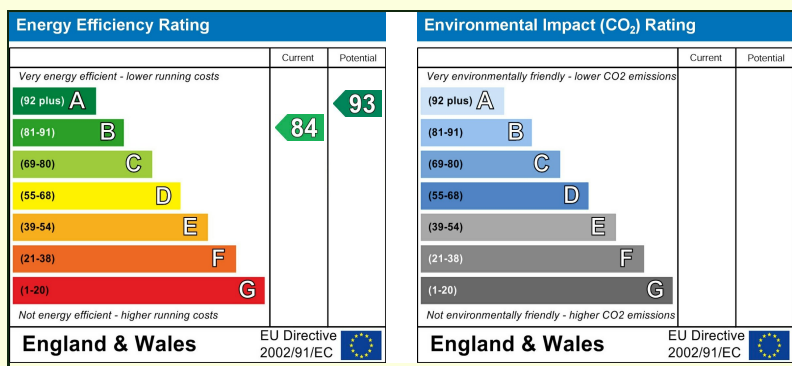 Energy Efficiency Rating
Current Potential
Very energy efficient - lower running costs
(92 plus) A
93
(81-91) B
84
(69-80) C
(55-68) D
(39-54) E
(21-38) F
(1-20) G
Not energy efficient - higher running costs
England & Wales
EU Directive
2002/91/EC
Environmental Impact (CO₂) Rating
Current Potential
Very environmentally friendly - lower CO2 emissions
(92 plus) A
(81-91) B
(69-80) C
(55-68) D
(39-54) E
(21-38) F
(1-20) G
Not environmentally friendly - higher CO2 emissions
England & Wales
EU Directive
2002/91/EC